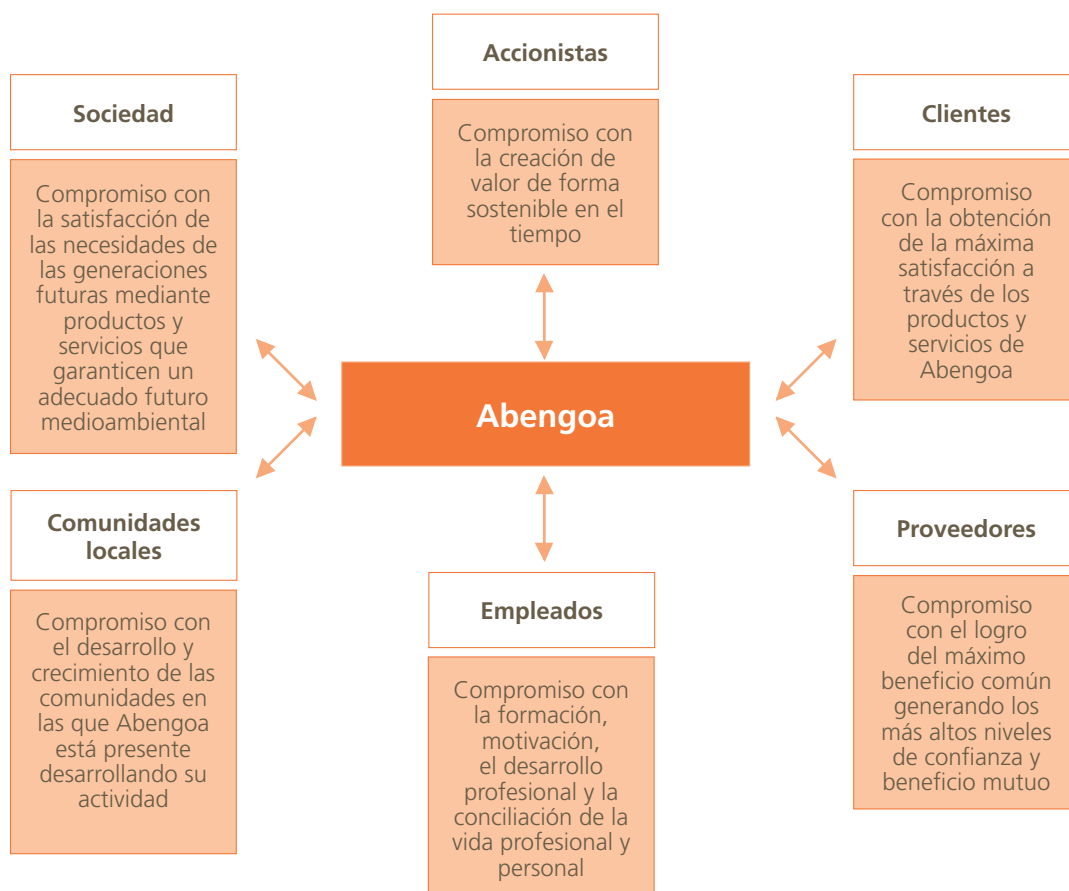 Accionistas
Compromiso con
la creación de
valor de forma
sostenible en el
tiempo
Sociedad
Compromiso con
la satisfacción de
las necesidades de
las generaciones
futuras mediante
productos y
servicios que
garanticen un
adecuado futuro
medioambiental
Clientes
Compromiso
con la obtención
de la máxima
satisfacción a
través de los
productos y
servicios de
Abengoa
Abengoa
Comunidades
locales
Compromiso con
el desarrollo y
crecimiento de las
comunidades en
las que Abengoa
está presente
desarrollando su
actividad
Empleados
Compromiso con
la formación,
motivación,
el desarrollo
profesional y la
conciliación de la
vida profesional y
personal
Proveedores
Compromiso
con el logro
del máximo
beneficio común
generando los
más altos niveles
de confianza y
beneficio mutuo